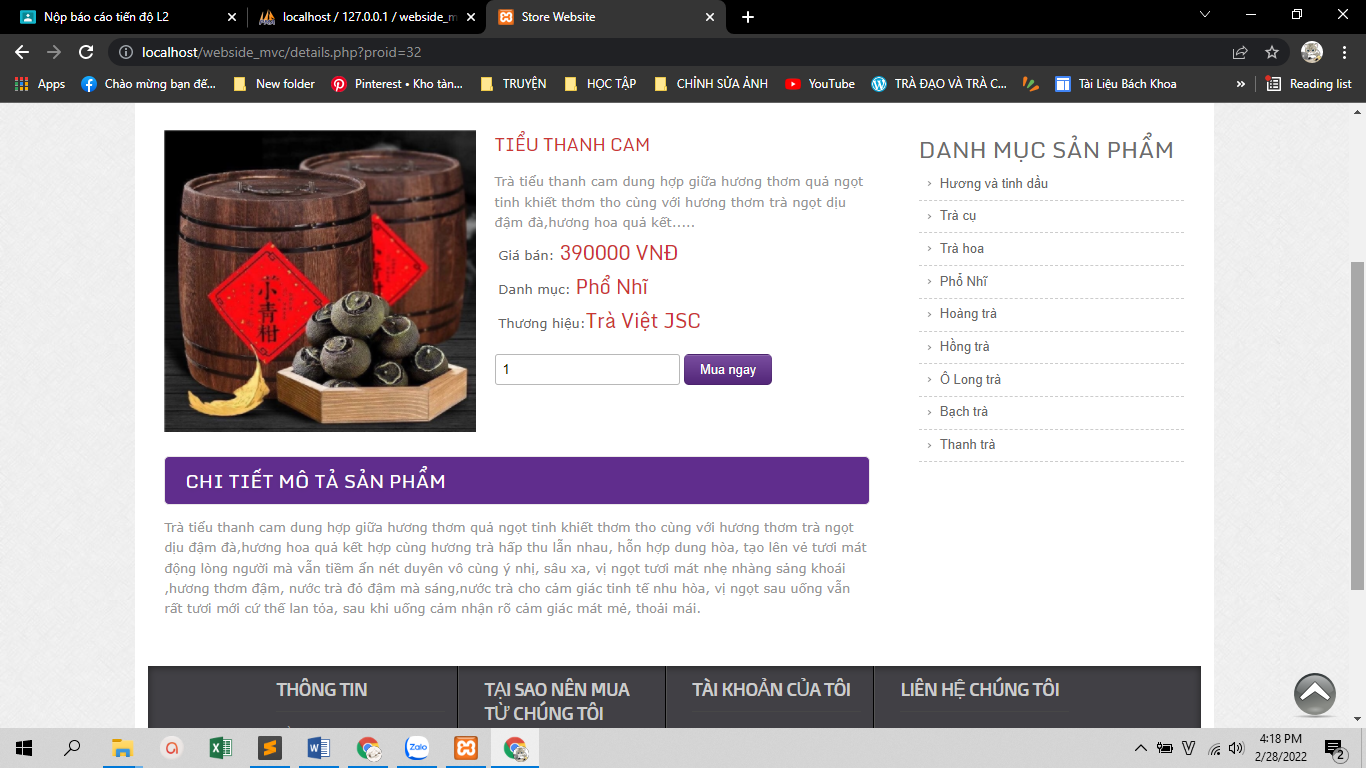 Nộp báo cáo tiến độ L2
localhost / 127.0.0.1 / webside_m
Store Website
localhost/webside_mvc/details.php?proid=32
Apps
Chào mừng bạn đế...
New folder
Pinterest • Kho tàn...
TRUYỆN
HỌC TẬP
CHỈNH SỬA ẢNH
YouTube
TRÀ ĐẠO VÀ TRÀ C...
Tài Liệu Bách Khoa
»
Reading list
小青柑
青柑
TIỂU THANH CAM
Trà tiểu thanh cam dung hợp giữa hương thơm quả ngọt
tinh khiết thơm tho cùng với hương thơm trà ngọt dịu
đậm đà,hương hoa quả kết.....
Giá bán: 390000 VNĐ
Danh mục: Phổ Nhĩ
Thương hiệu:Trà Việt JSC
1
Mua ngay
DANH MỤC SẢN PHẨM
Hương và tinh dầu
Trà cụ
Trà hoa
Phổ Nhĩ
Hoàng trà
Hồng trà
Ô Long trà
Bạch trà
Thanh trà
CHI TIẾT MÔ TẢ SẢN PHẨM
Trà tiểu thanh cam dung hợp giữa hương thơm quả ngọt tinh khiết thơm tho cùng với hương thơm trà ngọt
dịu đậm đà,hương hoa quả kết hợp cùng hương trà hấp thu lẫn nhau, hỗn hợp dung hòa, tạo lên vẻ tươi mát
động lòng người mà vẫn tiềm ẩn nét duyên vô cùng ý nhị, sâu xa, vị ngọt tươi mát nhẹ nhàng sảng khoái
,hương thơm đậm, nước trà đỏ đậm mà sáng,nước trà cho cảm giác tinh tế nhu hòa, vị ngọt sau uống vẫn
rất tươi mới cứ thế lan tỏa, sau khi uống cảm nhận rõ cảm giác mát mẻ, thoải mái.
THÔNG TIN
TẠI SAO NÊN MUA
TỪ CHÚNG TÔI
TÀI KHOẢN CỦA TÔI
LIÊN HỆ CHÚNG TÔI
Zalo
4:18 PM
2/28/2022
2